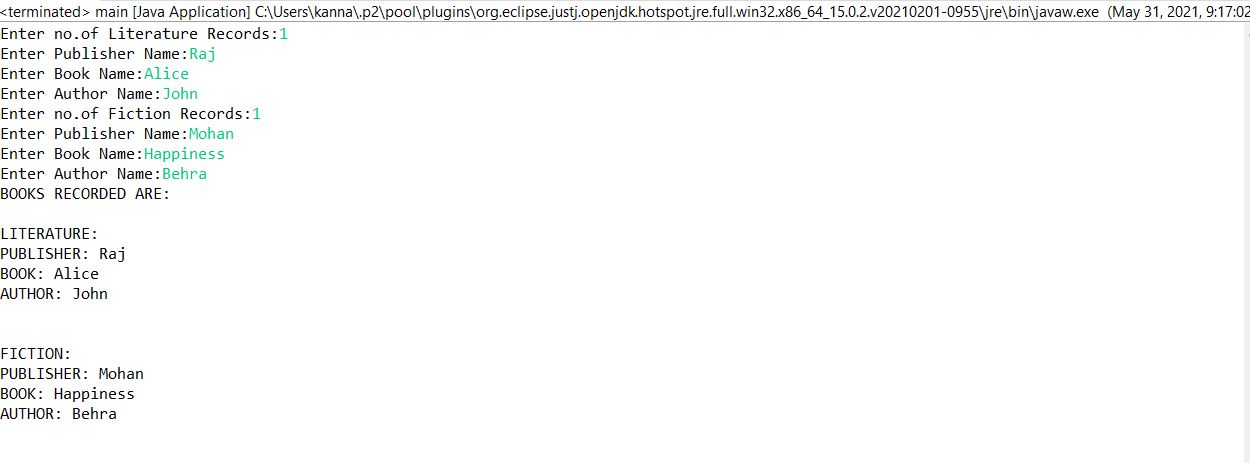 <terminated> main [Java Application] C:\Users\kanna\.p2\pool\plugins\org.eclipse.justj.openjdk.hotspot.jre.full.win32.x86_64_15.0.2.v20210201-0955\jre\bin\javaw.exe (May 31, 2021, 9:17:02
Enter no.of Literature Records:1
Enter Publisher Name:Raj
Enter Book Name:Alice
Enter Author Name:John
Enter no.of Fiction Records:1
Enter Publisher Name:Mohan
Enter Book Name:Happiness
Enter Author Name:Behra
BOOKS RECORDED ARE:
LITERATURE:
PUBLISHER: Raj
BOOK: Alice
AUTHOR: John
FICTION:
PUBLISHER: Mohan
BOOK: Happiness
AUTHOR: Behra